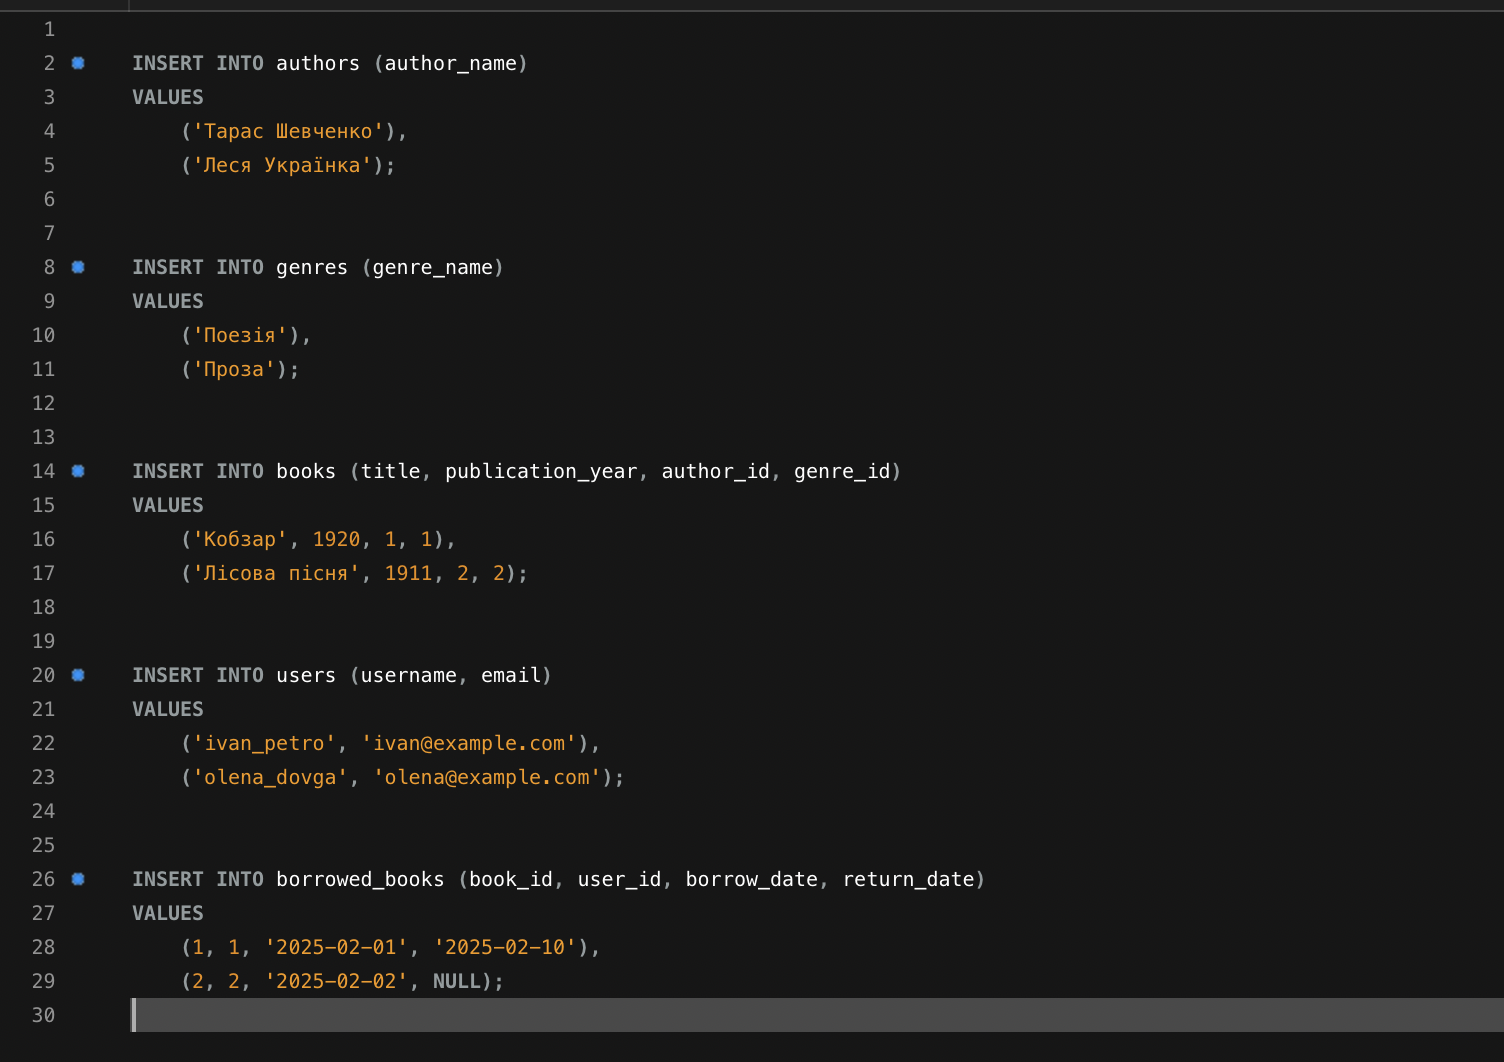 1
2 INSERT INTO authors (author_name)
3 VALUES
4 ('Тарас Шевченко'),
5 ('Леся Українка');
6
7
8 INSERT INTO genres (genre_name)
9 VALUES
10 ('Поезія'),
11 ('Проза');
12
13
14 INSERT INTO books (title, publication_year, author_id, genre_id)
15 VALUES
16 ('Кобзар', 1920, 1, 1),
17 ('Лісова пісня', 1911, 2, 2);
18
19
20 INSERT INTO users (username, email)
21 VALUES
22 ('ivan_petro', 'ivan@example.com'),
23 ('olena_dovga', 'olena@example.com');
24
25
26 INSERT INTO borrowed_books (book_id, user_id, borrow_date, return_date)
27 VALUES
28 (1, 1, '2025-02-01', '2025-02-10'),
29 (2, 2, '2025-02-02', NULL);
30